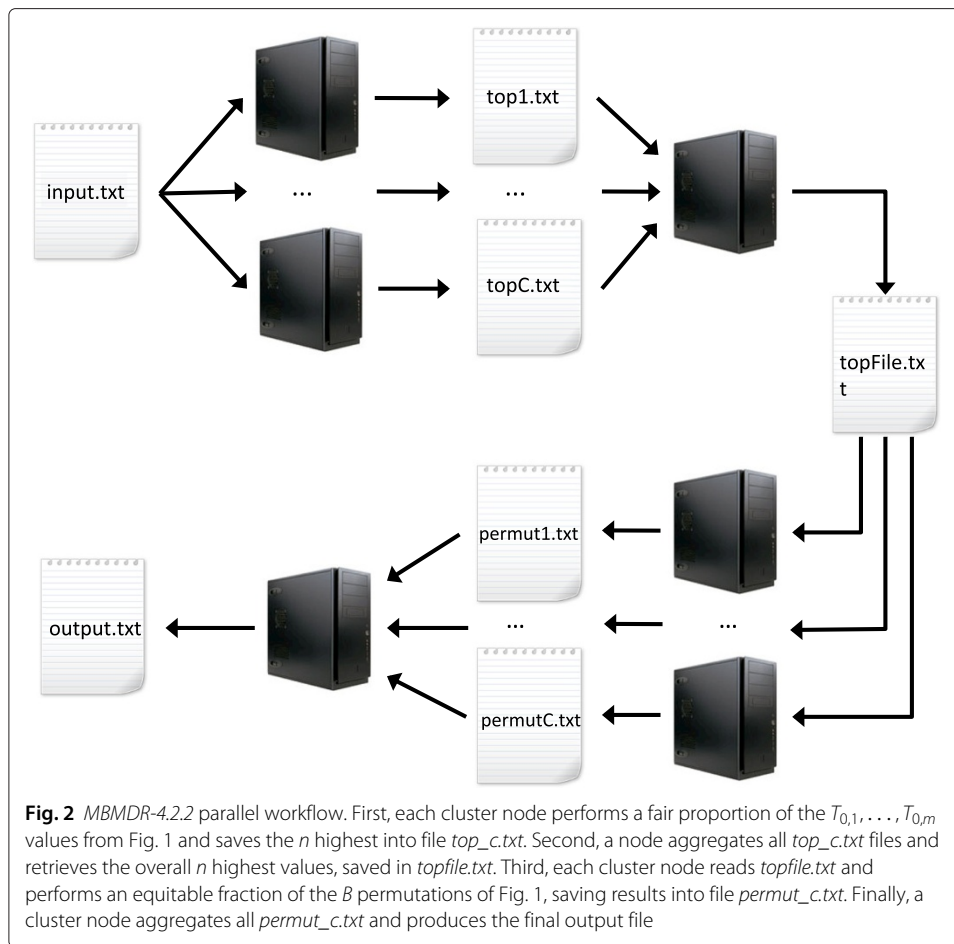 input.txt
top1.txt
...
...
topC.txt
topFile.tx
t
permut1.txt
...
...
permutC.txt
output.txt
Fig. 2 MBMDR-4.2.2 parallel workflow. First, each cluster node performs a fair proportion of the T0,1, . . . , T0,m
values from Fig. 1 and saves the n highest into file top_c.txt. Second, a node aggregates all top_c.txt files and
retrieves the overall n highest values, saved in topfile.txt. Third, each cluster node reads topfile.txt and
performs an equitable fraction of the B permutations of Fig. 1, saving results into file permut_c.txt. Finally, a
cluster node aggregates all permut_c.txt and produces the final output file